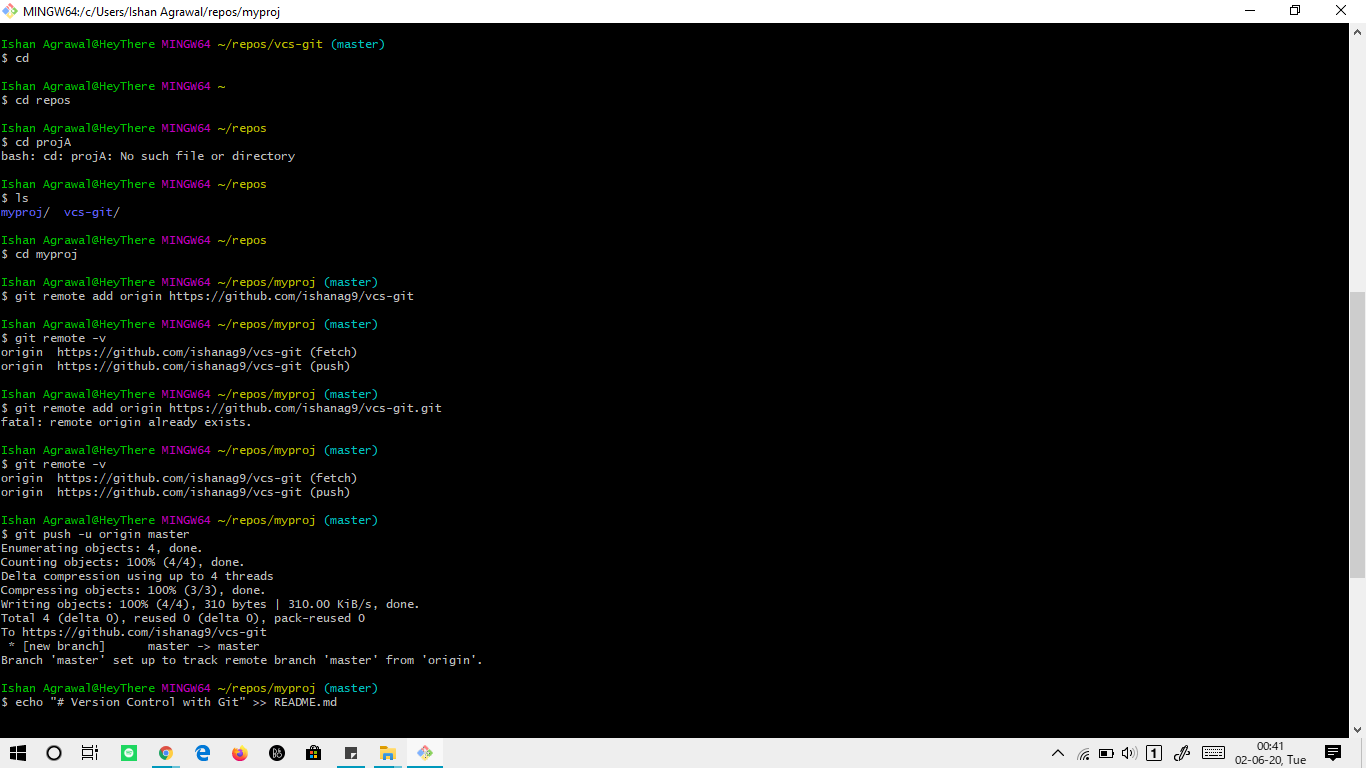 MINGW64:/c/Users/Ishan Agrawal/repos/myproj
Ishan Agrawal@HeyThere MINGW64 ~/repos/vcs-git (master)
$ cd
Ishan Agrawal@HeyThere MINGW64 ~
$ cd repos
Ishan Agrawal@HeyThere MINGW64 ~/repos
$ cd projA
bash: cd: projA: No such file or directory
Ishan Agrawal@HeyThere MINGW64 ~/repos
$ ls
myproj/  vcs-git/
Ishan Agrawal@HeyThere MINGW64 ~/repos
$ cd myproj
Ishan Agrawal@HeyThere MINGW64 ~/repos/myproj (master)
$ git remote add origin https://github.com/ishanag9/vcs-git
Ishan Agrawal@HeyThere MINGW64 ~/repos/myproj (master)
$ git remote -v
origin  https://github.com/ishanag9/vcs-git (fetch)
origin  https://github.com/ishanag9/vcs-git (push)
Ishan Agrawal@HeyThere MINGW64 ~/repos/myproj (master)
$ git remote add origin https://github.com/ishanag9/vcs-git.git
fatal: remote origin already exists.
Ishan Agrawal@HeyThere MINGW64 ~/repos/myproj (master)
$ git remote -v
origin  https://github.com/ishanag9/vcs-git (fetch)
origin  https://github.com/ishanag9/vcs-git (push)
Ishan Agrawal@HeyThere MINGW64 ~/repos/myproj (master)
$ git push -u origin master
Enumerating objects: 4, done.
Counting objects: 100% (4/4), done.
Delta compression using up to 4 threads
Compressing objects: 100% (3/3), done.
Writing objects: 100% (4/4), 310 bytes | 310.00 KiB/s, done.
Total 4 (delta 0), reused 0 (delta 0), pack-reused 0
To https://github.com/ishanag9/vcs-git
 * [new branch]      master -> master
Branch 'master' set up to track remote branch 'master' from 'origin'.
Ishan Agrawal@HeyThere MINGW64 ~/repos/myproj (master)
$ echo "# Version Control with Git" >> README.md
1
00:41
02-06-20, Tue